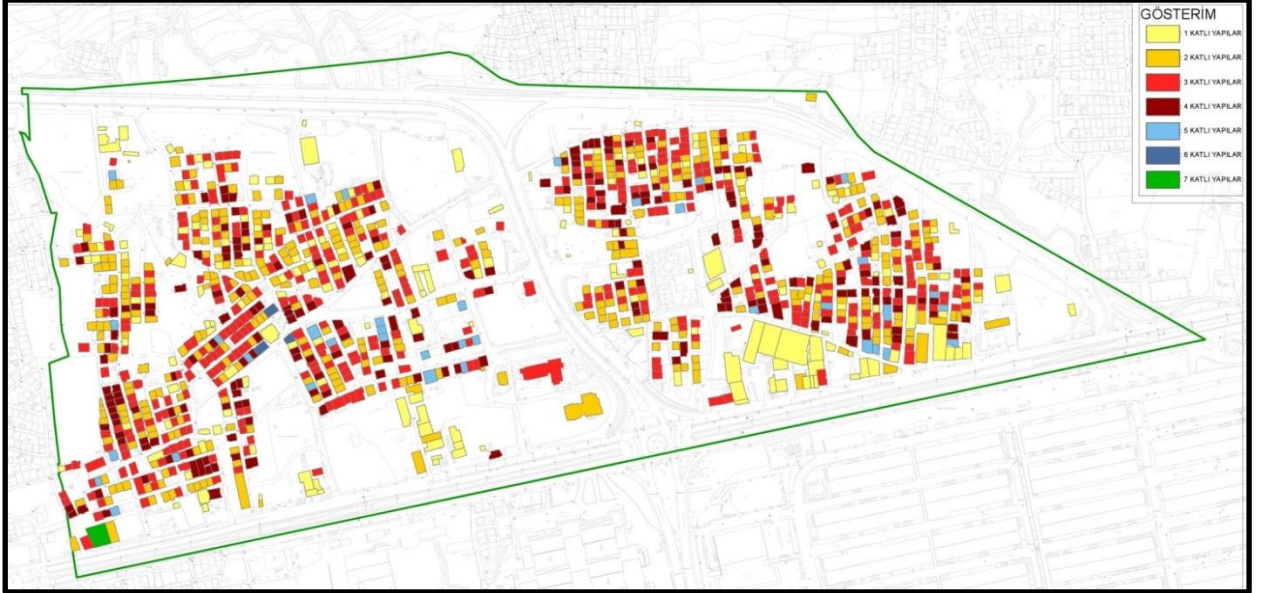 GÖSTERİM
1 KATLI YAPILAR
2 KATLI YAPILAR
3 KATLI YAPILAR
4 KATLI YAPILAR
5 KATLI YAPILAR
6 KATLI YAPILAR
7 KATLI YAPILAR